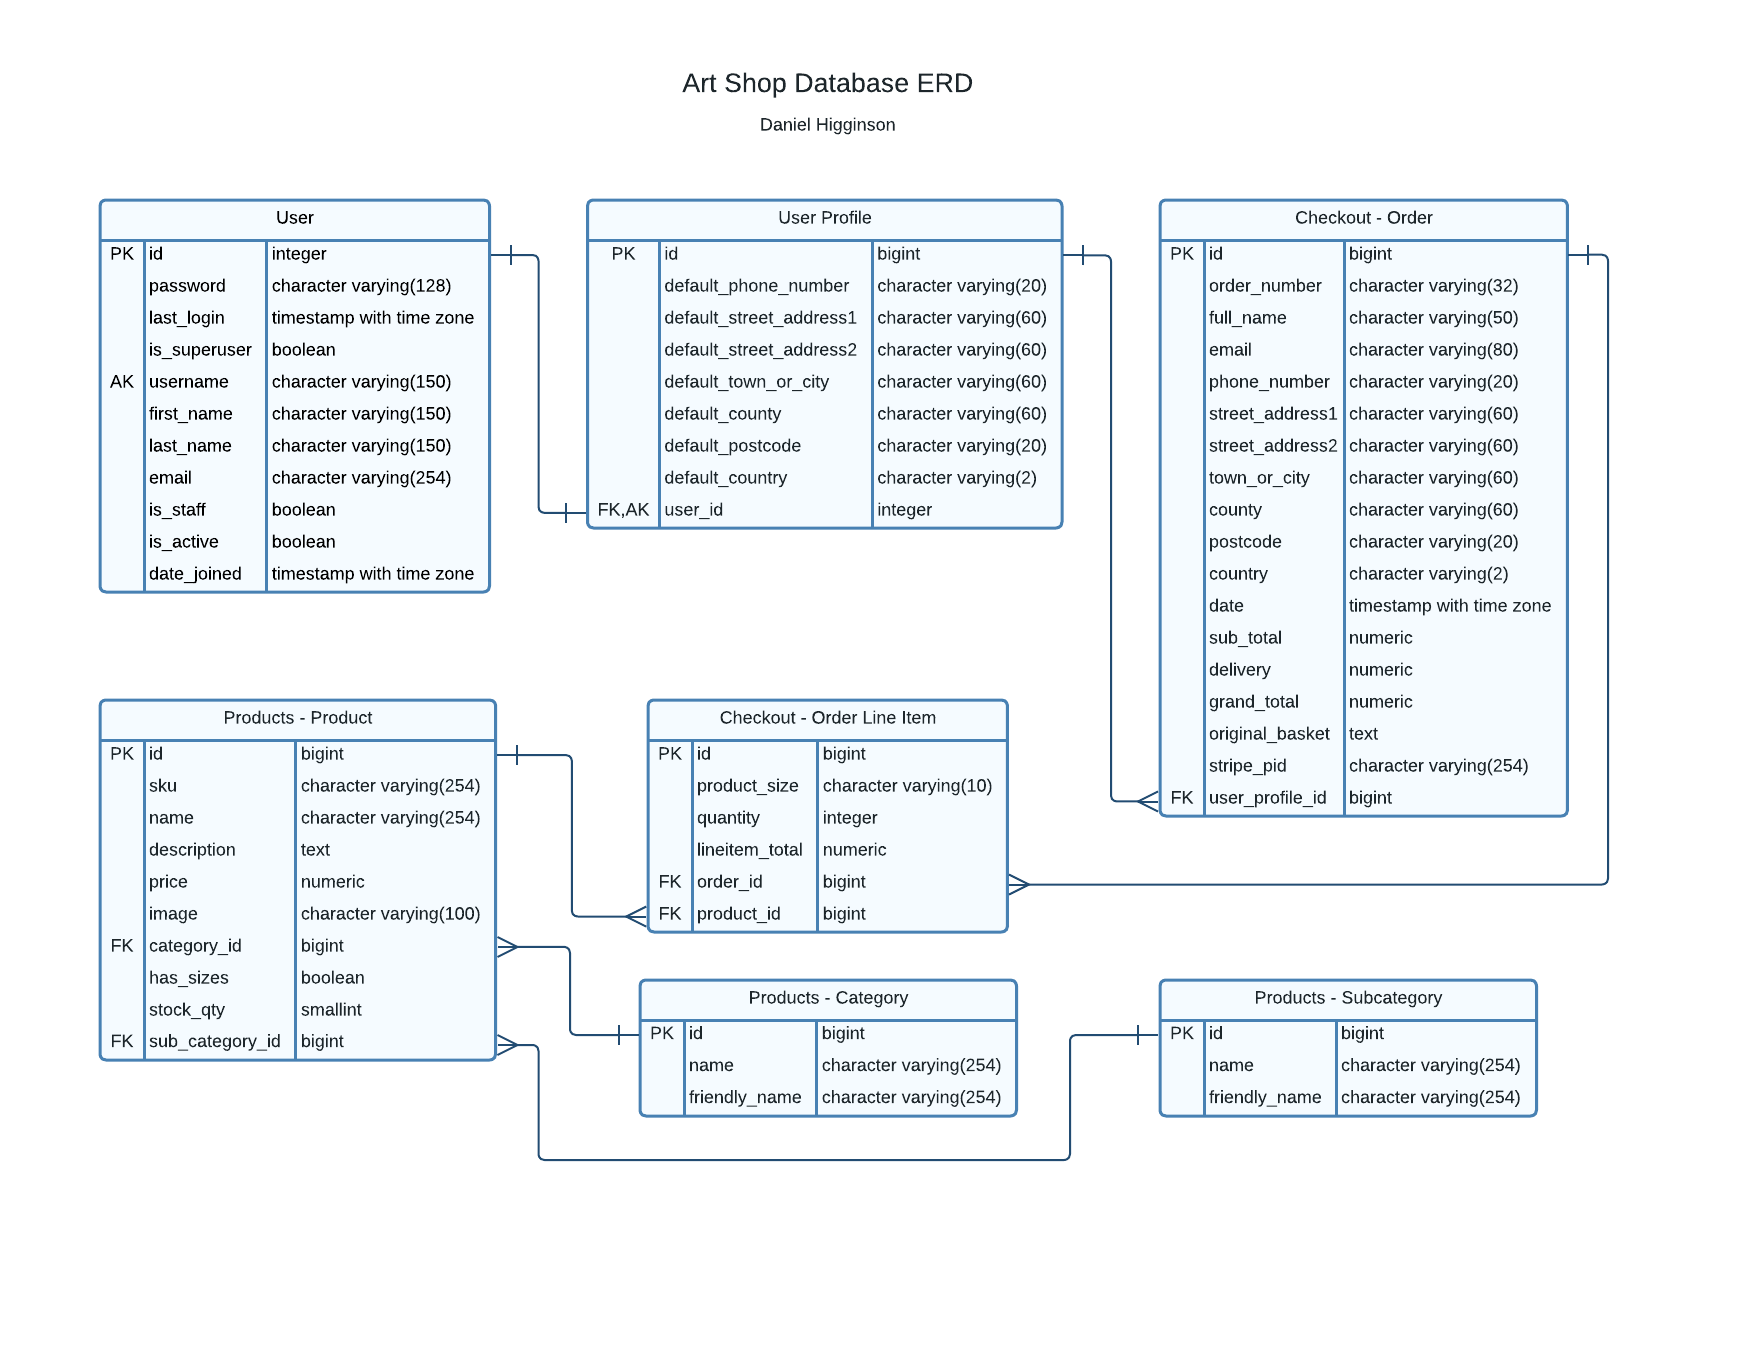 Art Shop Database ERD
Daniel Higginson
User
PK id integer
password character varying(128)
last_login timestamp with time zone
is_superuser boolean
AK username character varying(150)
first_name character varying(150)
last_name character varying(150)
email character varying(254)
is_staff boolean
is_active boolean
date_joined timestamp with time zone
User Profile
PK id bigint
default_phone_number character varying(20)
default_street_address1 character varying(60)
default_street_address2 character varying(60)
default_town_or_city character varying(60)
default_county character varying(60)
default_postcode character varying(20)
default_country character varying(2)
FK,AK user_id integer
Checkout - Order
PK id bigint
order_number character varying(32)
full_name character varying(50)
email character varying(80)
phone_number character varying(20)
street_address1 character varying(60)
street_address2 character varying(60)
town_or_city character varying(60)
county character varying(60)
postcode character varying(20)
country character varying(2)
date timestamp with time zone
sub_total numeric
delivery numeric
grand_total numeric
original_basket text
stripe_pid character varying(254)
FK user_profile_id bigint
Products - Product
PK id bigint
sku character varying(254)
name character varying(254)
description text
price numeric
image character varying(100)
FK category_id bigint
has_sizes boolean
stock_qty smallint
FK sub_category_id bigint
Checkout - Order Line Item
PK id bigint
product_size character varying(10)
quantity integer
lineitem_total numeric
FK order_id bigint
FK product_id bigint
Products - Category
PK id bigint
name character varying(254)
friendly_name character varying(254)
Products - Subcategory
PK id bigint
name character varying(254)
friendly_name character varying(254)